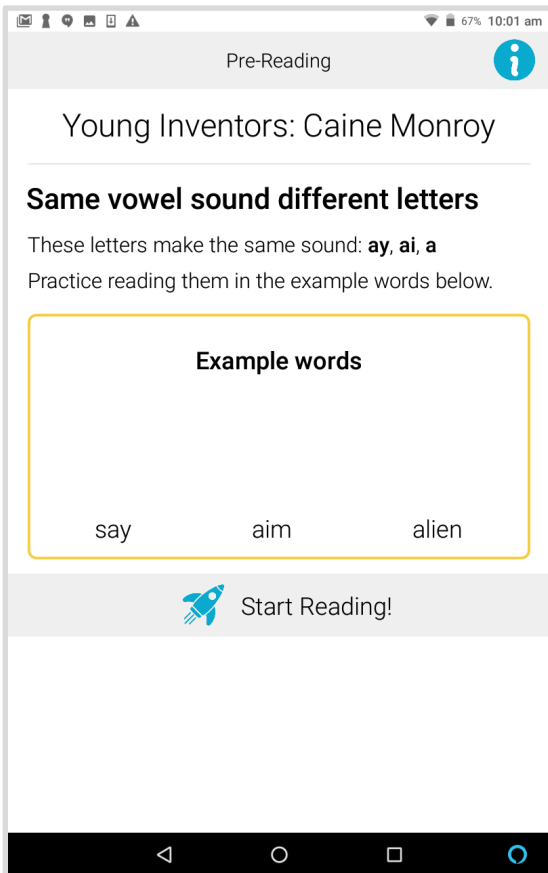 67% 10:01 am
Pre-Reading
Young Inventors: Caine Monroy
Same vowel sound different letters
These letters make the same sound: ay, ai, a
Practice reading them in the example words below.
Example words
say aim alien
Start Reading!